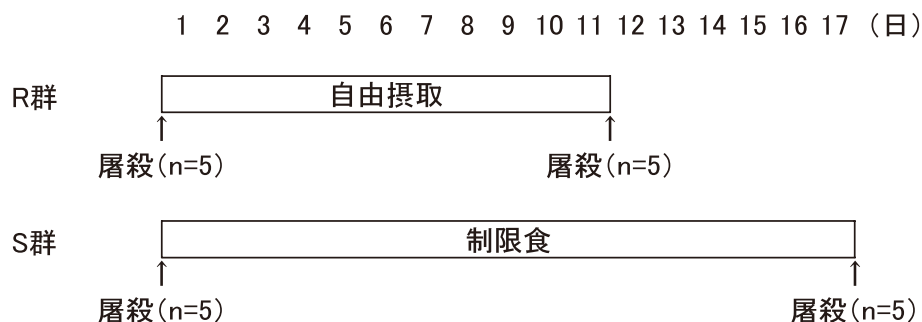 1 2 3 4 5 6 7 8 9 10 11 12 13 14 15 16 17 (日)
R群 自由摂取
屠殺(n=5) 屠殺(n=5)
S群 制限食
屠殺(n=5) 屠殺(n=5)